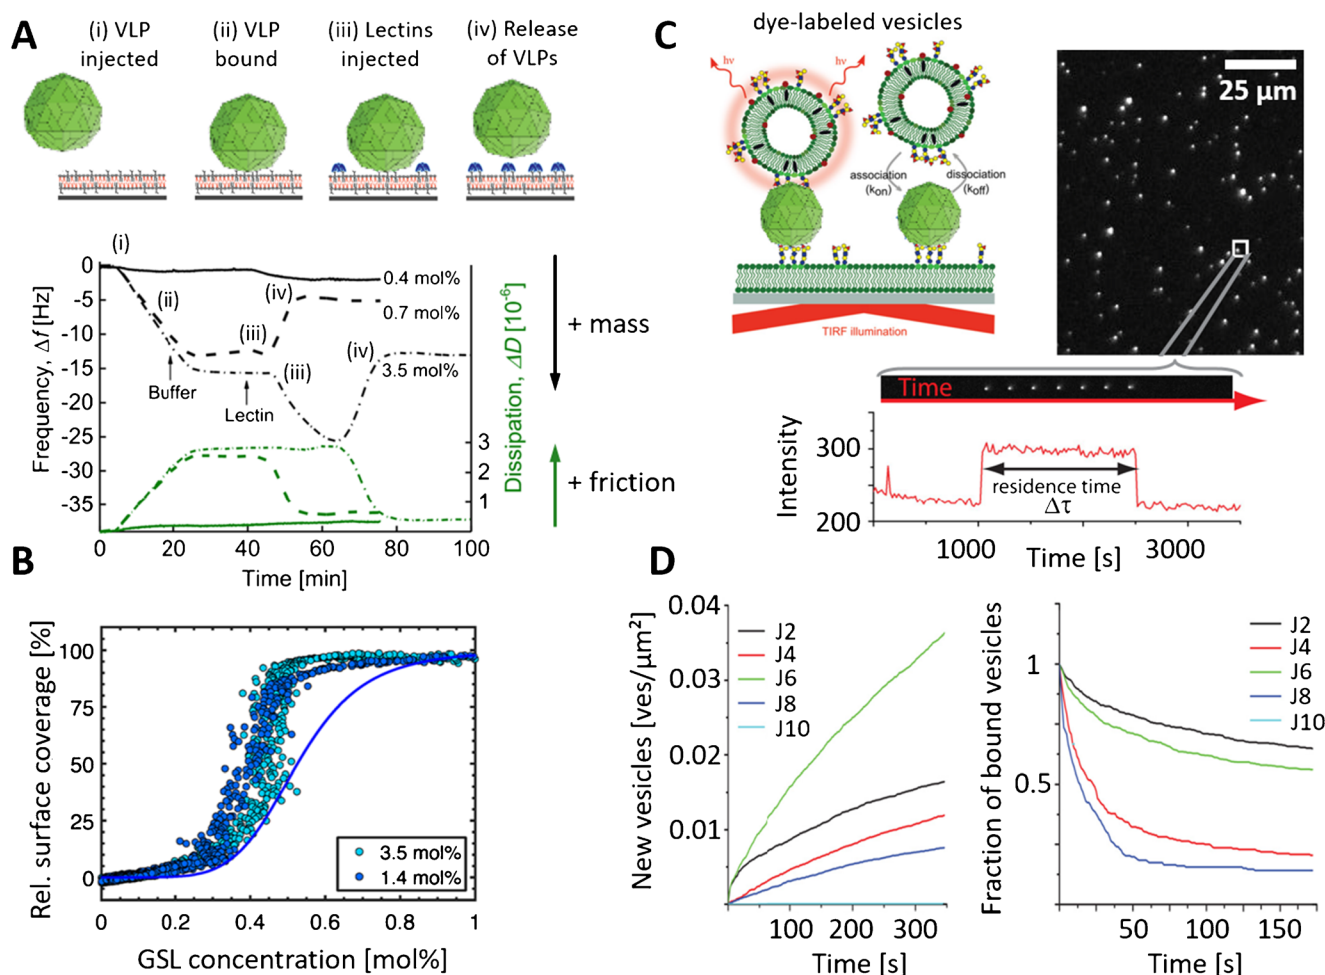 A
(i) VLP
injected
(ii) VLP
bound
(iii) Lectins
injected
(iv) Release
of VLPs
Frequency, Δf [Hz]
0
-5
-10
-15
-20
-25
-30
-35
(i)
(ii)
(iii)
(iv)
(iii)
(iv)
0.4 mol%
0.7 mol%
3.5 mol%
Buffer
Lectin
3
2
1
Dissipation, ΔD [10⁻⁶]
+ mass
+ friction
0
20
40
60
80
100
Time [min]
B
Rel. surface coverage [%]
100
75
50
25
0
3.5 mol%
1.4 mol%
0
0.2
0.4
0.6
0.8
1
GSL concentration [mol%]
C
dye-labeled vesicles
hν
hν
association
(kon)
dissociation
(koff)
TIRF illumination
25 μm
Time
Intensity
300
200
residence time
Δτ
1000
3000
Time [s]
D
New vesicles [ves/μm²]
0.04
0.03
0.02
0.01
J2
J4
J6
J8
J10
100
200
300
Time [s]
Fraction of bound vesicles
1
0.5
J2
J4
J6
J8
J10
50
100
150
Time [s]